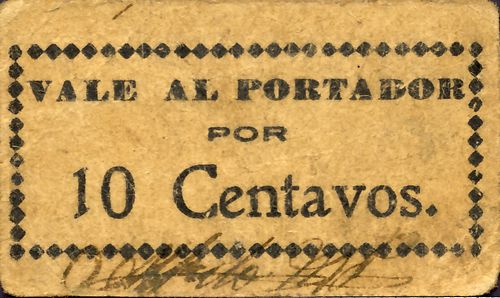 VALE AL PORTADOR
POR
10 Centavos.